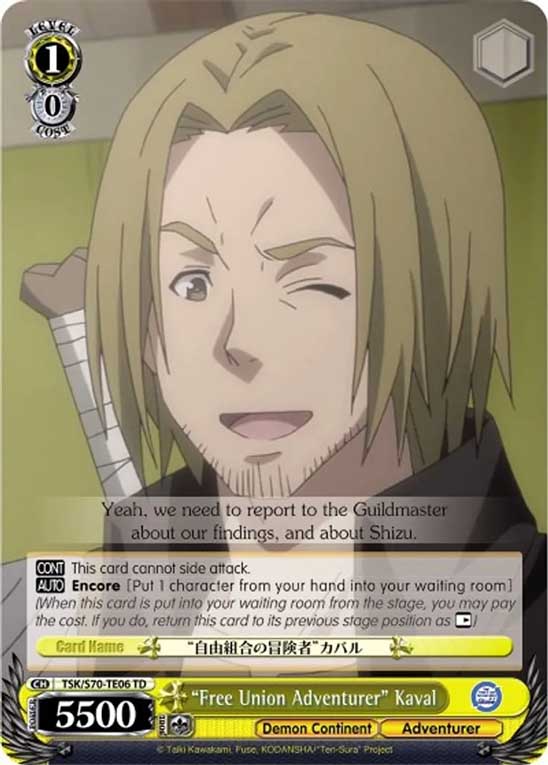 LEVEL
1
0
COST
Yeah, we need to report to the Guildmaster
about our findings, and about Shizu.
CONT This card cannot side attack.
AUTO Encore [Put 1 character from your hand into your waiting room]
(When this card is put into your waiting room from the stage, you may pay
the cost. If you do, return this card to its previous stage position as )
Card Name
"自由組合の冒険者"カバル
CH TSK/S70-TE06 TD
"Free Union Adventurer" Kaval
POWER
5500
SOUL
Demon Continent
Adventurer
© Taiki Kawakami, Fuse, KODANSHA/"Ten-Sura" Project